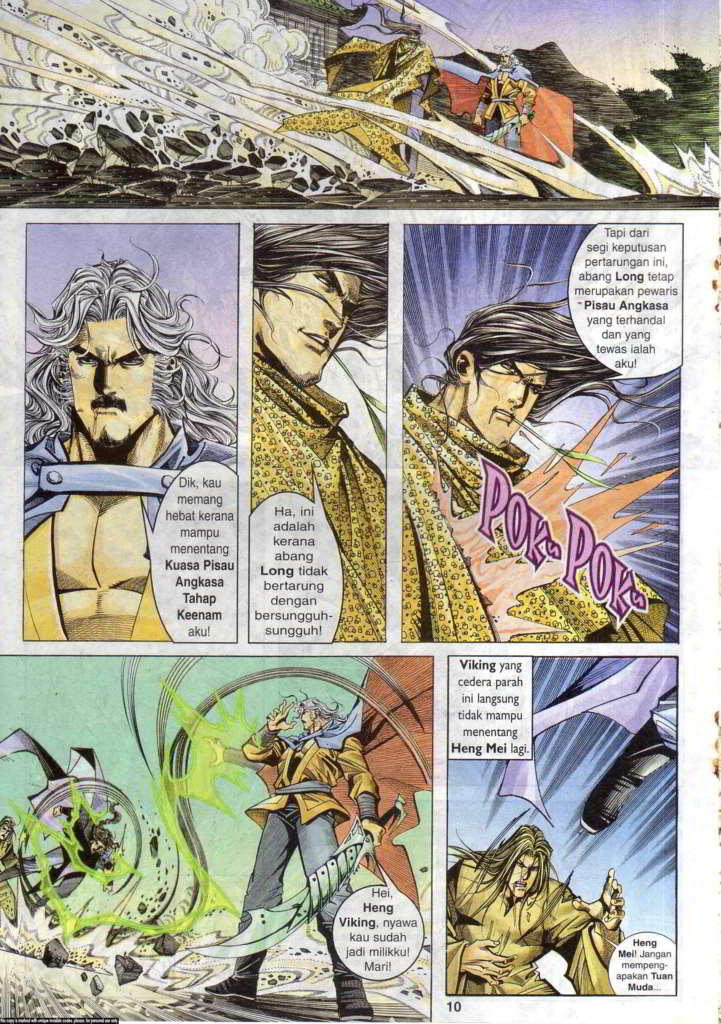 Dik, kau
memang
hebat kerana
mampu
menentang
Kuasa Pisau
Angkasa
Tahap
Keenam
aku!
Ha, ini
adalah
kerana
abang
Long tidak
bertarung
dengan
bersungguh-
sungguh!
Tapi dari
segi keputusan
pertarungan ini,
abang Long tetap
merupakan pewaris
Pisau Angkasa
yang terhandal
dan yang
tewas ialah
aku!
POK
POK
Hei,
Heng
Viking, nyawa
kau sudah
jadi milikku!
Mari!
Viking yang
cedera parah
ini langsung
tidak mampu
menentang
Heng Mei lagi.
Heng
Mei! Jangan
mempeng-
apakan Tuan
Muda...
10